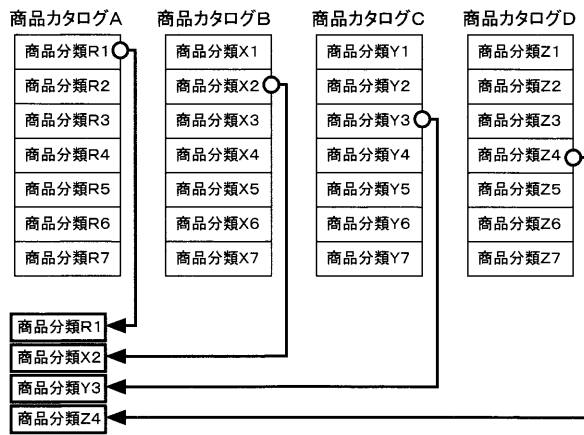 商品カタログA 商品カタログB 商品カタログC 商品カタログD
商品分類R1 商品分類X1 商品分類Y1 商品分類Z1
商品分類R2 商品分類X2 商品分類Y2 商品分類Z2
商品分類R3 商品分類X3 商品分類Y3 商品分類Z3
商品分類R4 商品分類X4 商品分類Y4 商品分類Z4
商品分類R5 商品分類X5 商品分類Y5 商品分類Z5
商品分類R6 商品分類X6 商品分類Y6 商品分類Z6
商品分類R7 商品分類X7 商品分類Y7 商品分類Z7
商品分類R1
商品分類X2
商品分類Y3
商品分類Z4